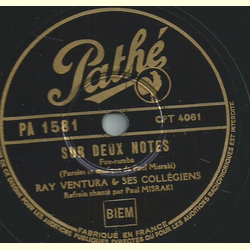 Pathé
PA 1581
CPT 4061
SUR DEUX NOTES
Fox-rumba
(Paroles et musique de Paul Misraki)
RAY VENTURA & SES COLLÉGIENS
Refrain chanté par Paul MISRAKI
BIEM
FABRIQUÉ EN FRANCE